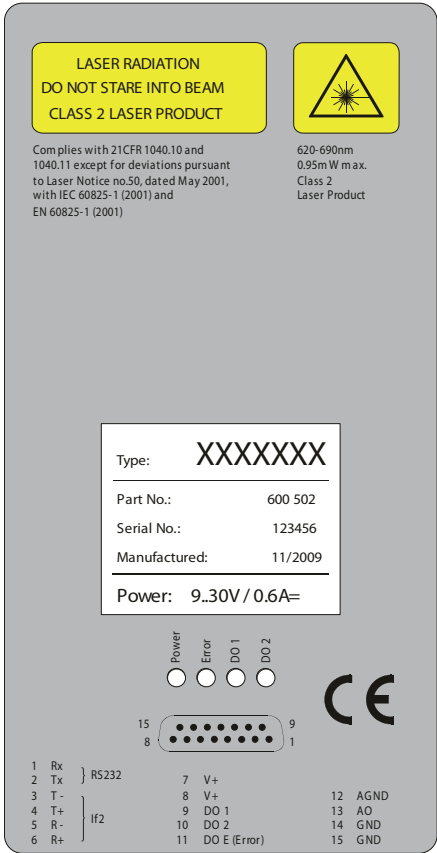 LASER RADIATION
DO NOT STARE INTO BEAM
CLASS 2 LASER PRODUCT
Complies with 21CFR 1040.10 and
1040.11 except for deviations pursuant
to Laser Notice no.50, dated May 2001,
with IEC 60825-1 (2001) and
EN 60825-1 (2001)
620-690nm
0.95mW max.
Class 2
Laser Product
Type: XXXXXXX
Part No.: 600 502
Serial No.: 123456
Manufactured: 11/2009
Power: 9..30V / 0.6A=
Power
Error
DO 1
DO 2
CE
15 9
8 1
1 Rx
2 Tx
RS232
3 T -
4 T+
5 R -
6 R+
If2
7 V+
8 V+
9 DO 1
10 DO 2
11 DO E (Error)
12 AGND
13 AO
14 GND
15 GND